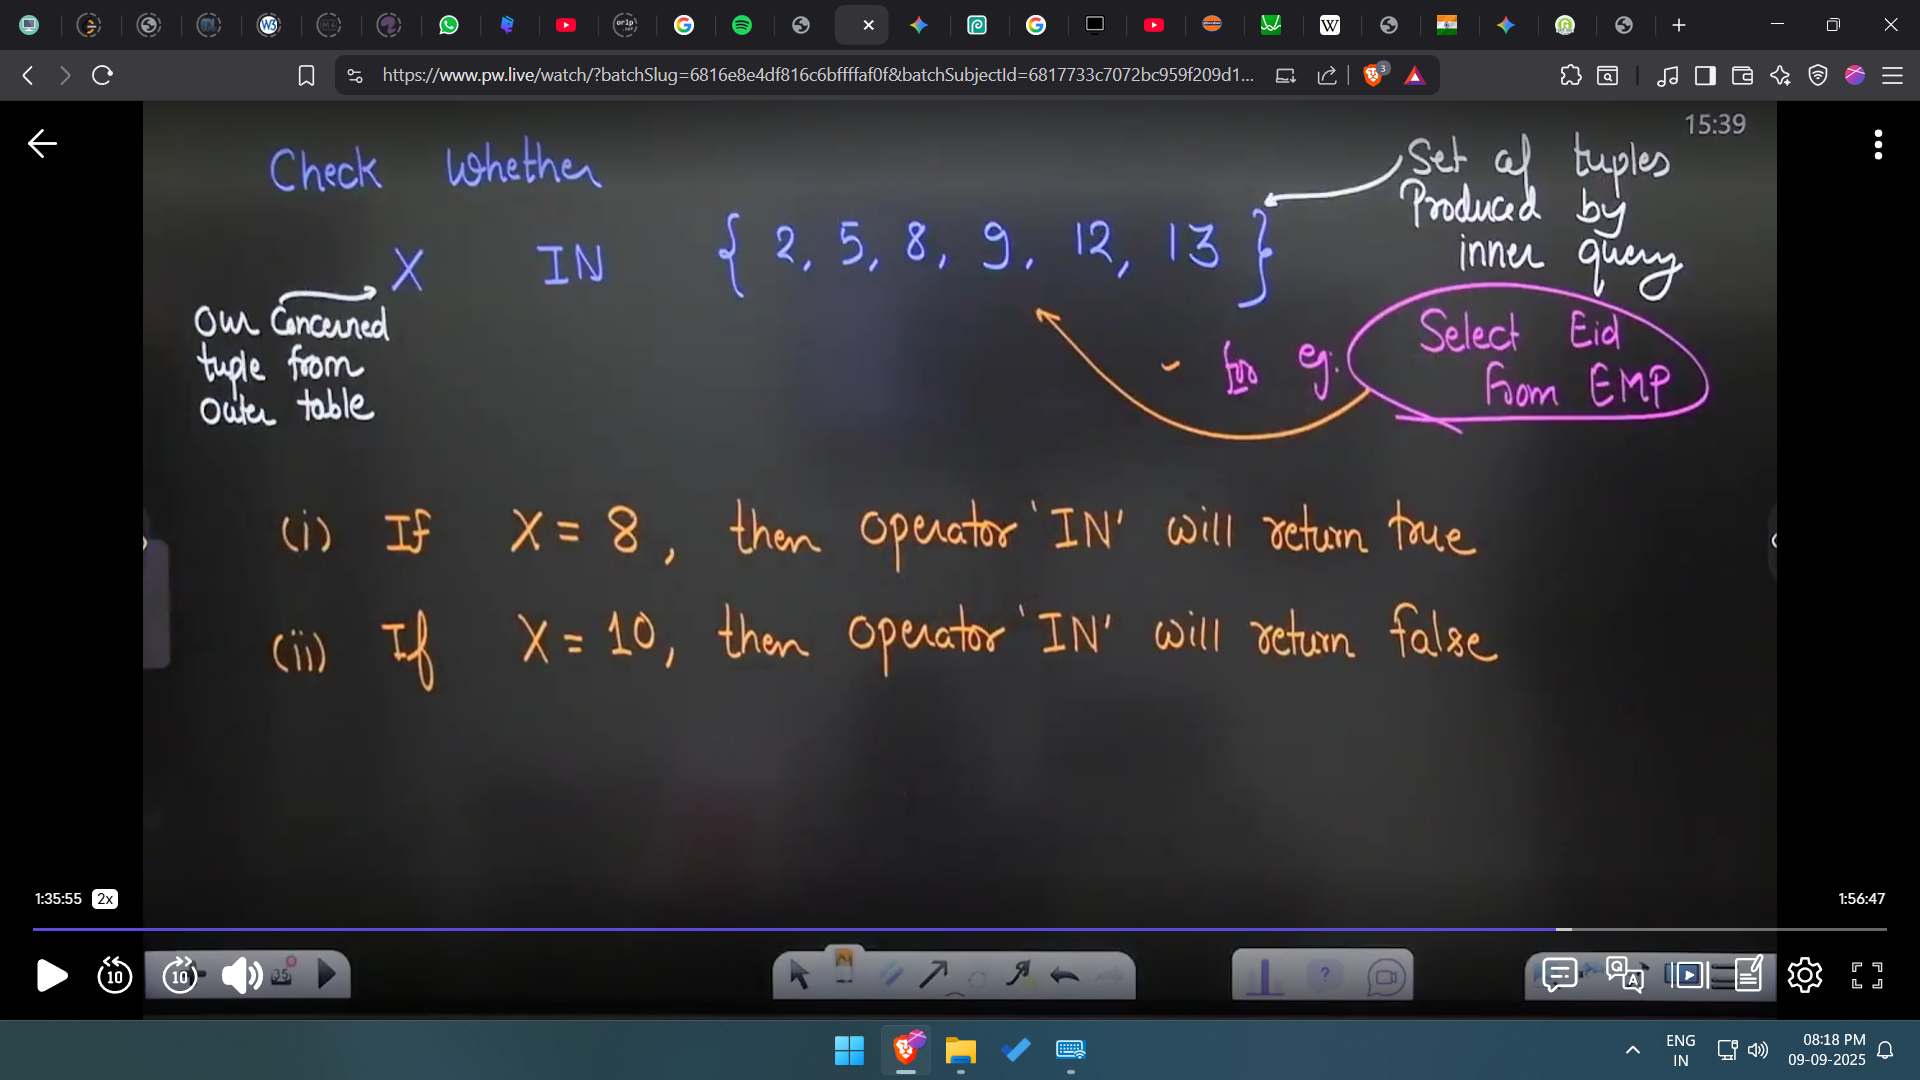 https://www.pw.live/watch/?batchSlug=6816e8e4df816c6bffffaf0f&batchSubjectId=6817733c7072bc959f209d1...
3
15:39
Check Whether
X IN { 2, 5, 8, 9, 12, 13 }
Set of tuples
Produced by
inner query
Our Concerned
tuple from
Outer table
for eg:
Select Eid
from EMP
(i) If X = 8, then operator 'IN' will return true
(ii) If X = 10, then operator 'IN' will return false
1:35:55 2x
1:56:47
10 10 35
ENG
IN
08:18 PM
09-09-2025